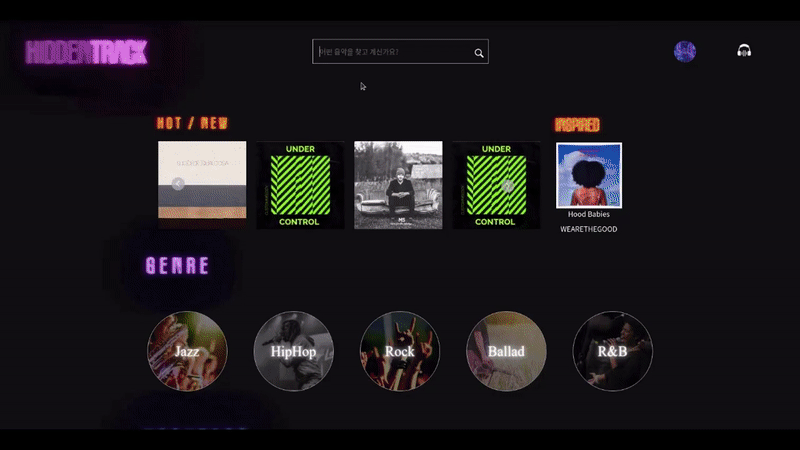 HIDDENTRACK
어떤 음악을 찾고 계신가요?
HOT / NEW
INSPIRED
UNDER
CONTROL
UNDER
CONTROL
Hood Babies
WEARETHEGOOD
GENRE
Jazz
HipHop
Rock
Ballad
R&B